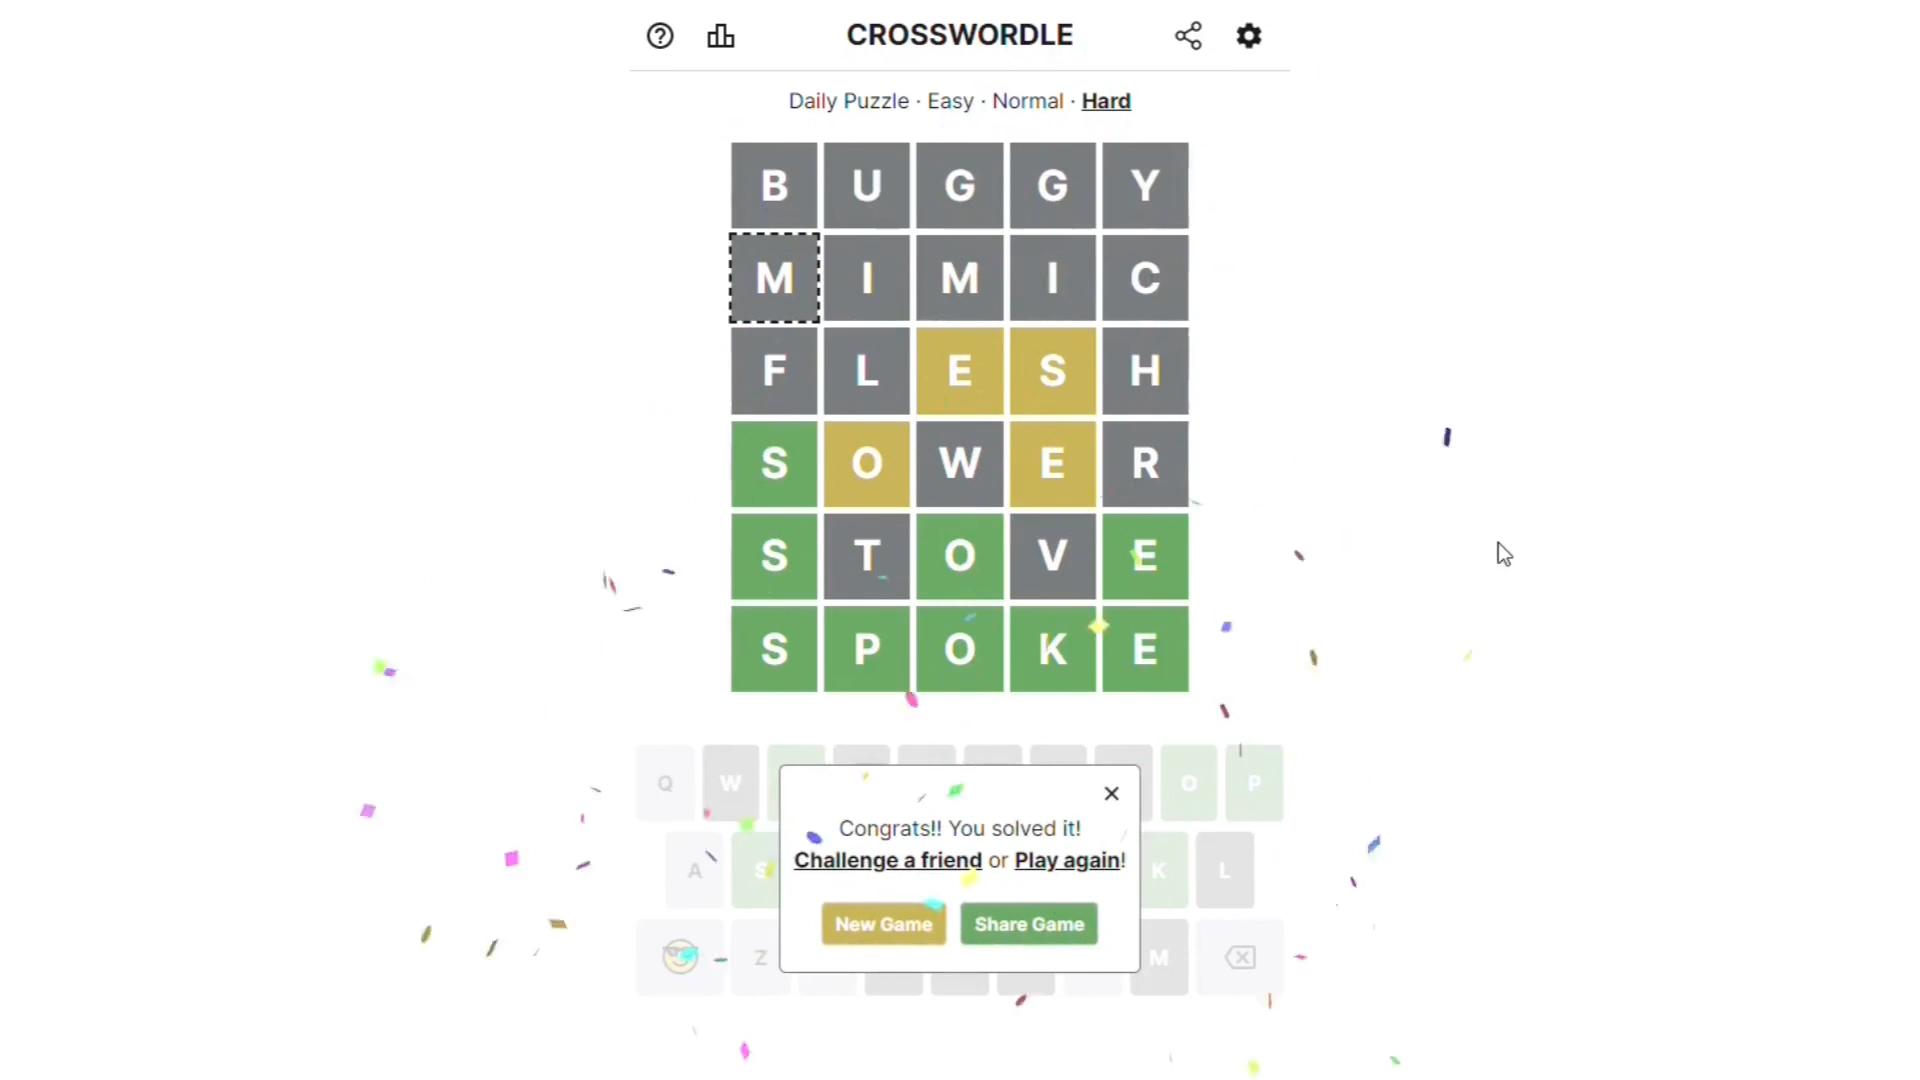 CROSSWORDLE
Daily Puzzle · Easy · Normal · Hard
B U G G Y
M I M I C
F L E S H
S O W E R
S T O V E
S P O K E
Q W O P
Congrats!! You solved it!
Challenge a friend or Play again!
A S K L
New Game Share Game
Z M